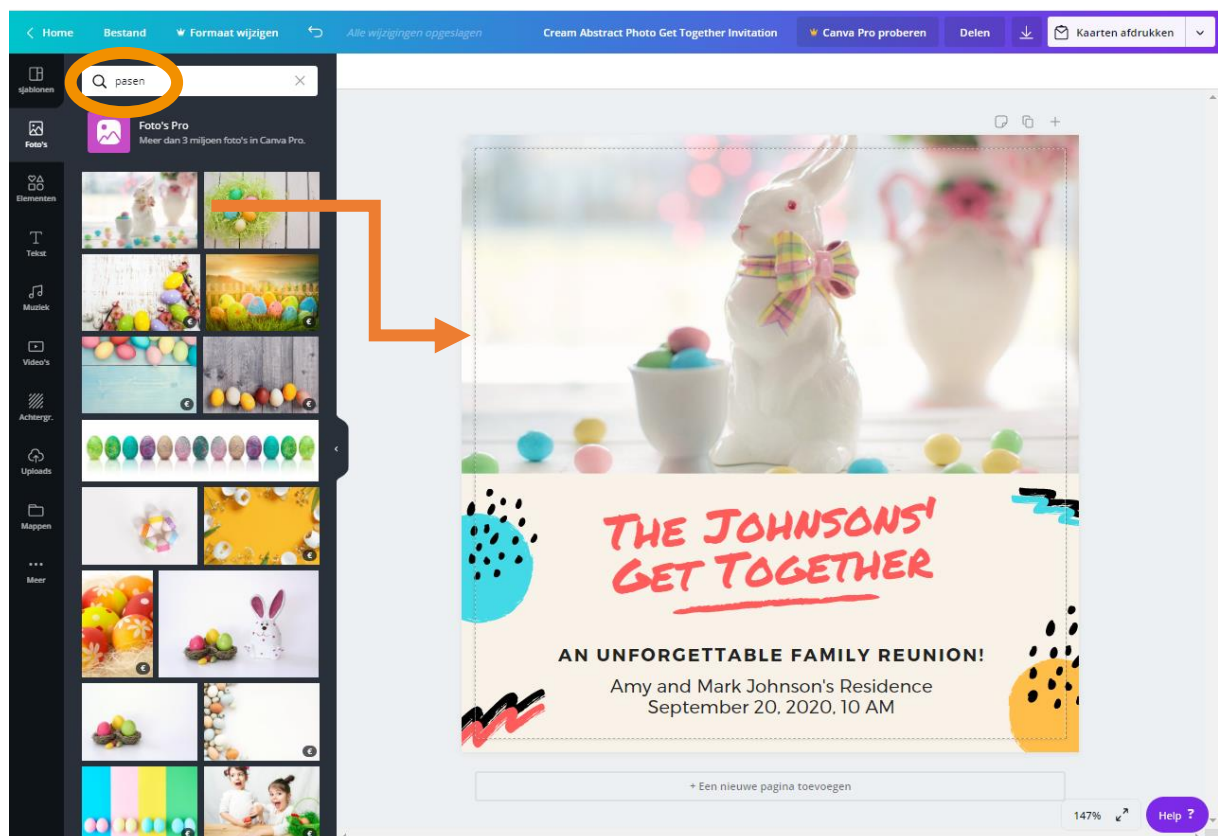 Home
Bestand
Formaat wijzigen
Alle wijzigingen opgeslagen
Cream Abstract Photo Get Together Invitation
Canva Pro proberen
Delen
Kaarten afdrukken
sjablonen
Foto's
Elementen
Tekst
Muziek
Video's
Achtergr.
Uploads
Mappen
Meer
pasen
Foto's Pro
Meer dan 3 miljoen foto's in Canva Pro.
€
€
€
€
€
€
€
€
THE JOHNSONS'
GET TOGETHER
AN UNFORGETTABLE FAMILY REUNION!
Amy and Mark Johnson's Residence
September 20, 2020, 10 AM
+ Een nieuwe pagina toevoegen
147%
Help ?